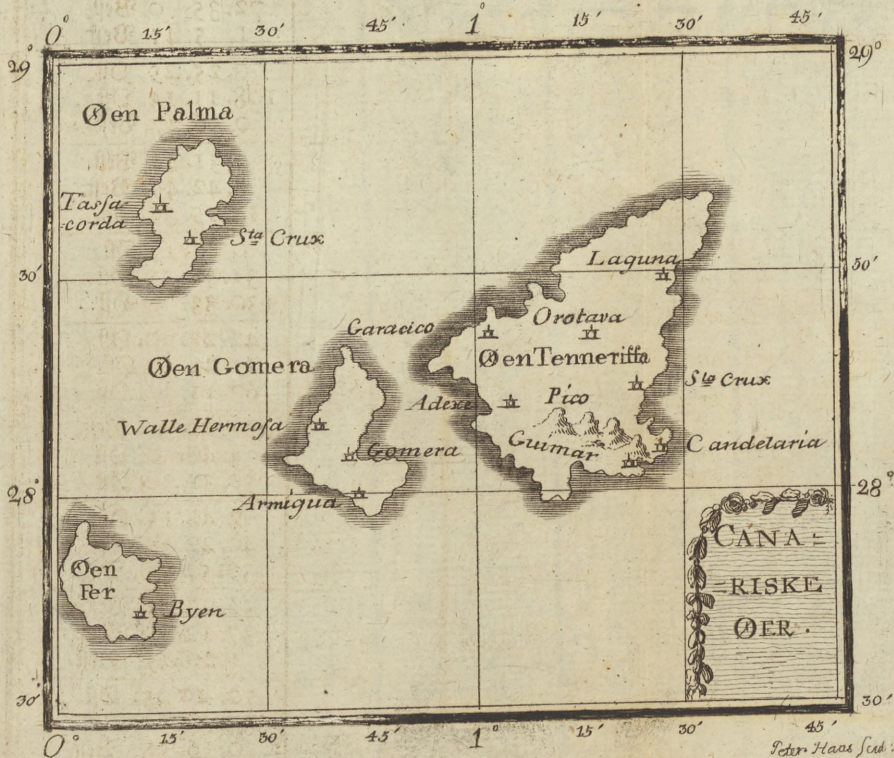 0° 15' 30' 45' 1° 15' 30' 45'
29° 29°
Øen Palma
Tassa-
-corda
Sta Crux
Laguna
30' 30'
Garacico
Orotava
Øen Gomera
Øen Tenneriffa
Adexe
Pico
Sta Crux
Walle Hermosa
Gomera
Guimar
Candelaria
Armiqua
28° 28°
Øen
Fer
Byen
CANA=
=RISKE
ØER.
30' 30'
0° 15' 30' 45' 1° 15' 30' 45'
Peter Haas Sculp: